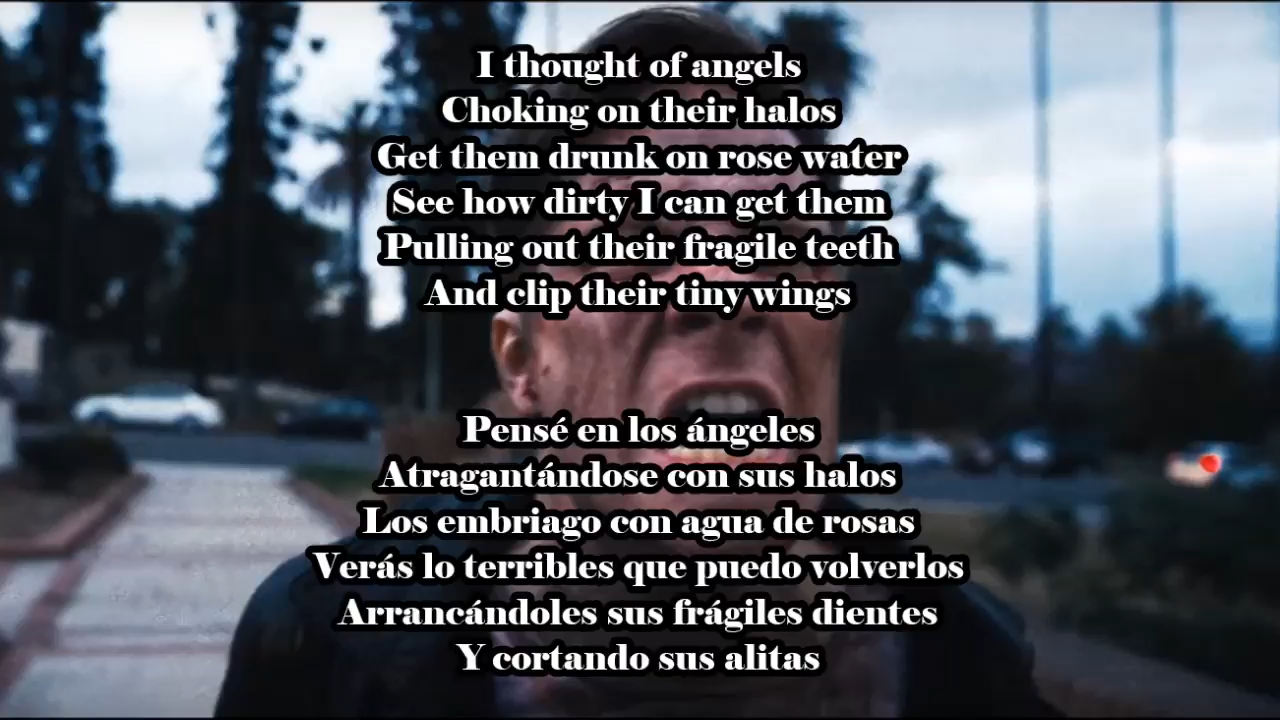 I thought of angels
Choking on their halos
Get them drunk on rose water
See how dirty I can get them
Pulling out their fragile teeth
And clip their tiny wings
Pensé en los ángeles
Atragantándose con sus halos
Los embriago con agua de rosas
Verás lo terribles que puedo volverlos
Arrancándoles sus frágiles dientes
Y cortando sus alitas